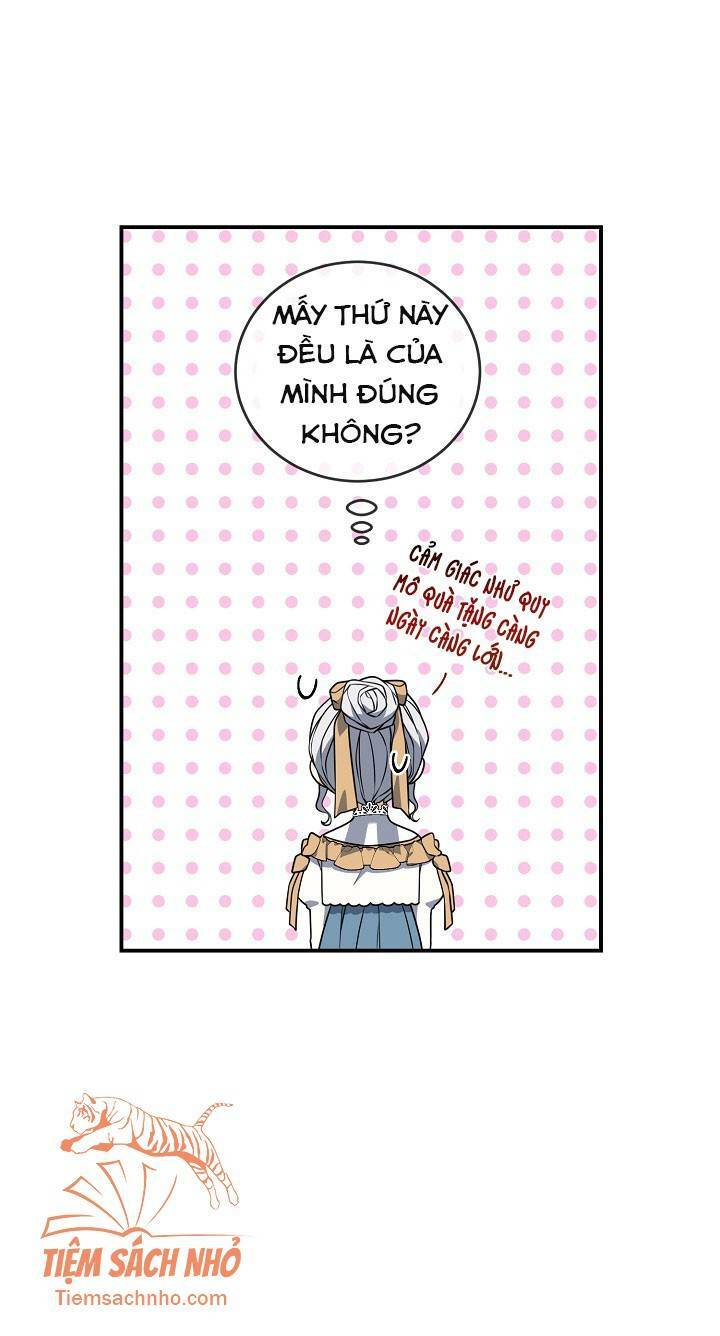 MẤY THỨ NÀY
ĐỀU LÀ CỦA
MÌNH ĐÚNG
KHÔNG?
CẢM GIÁC NHƯ QUY
MÔ QUÀ TẶNG CÀNG
NGÀY CÀNG LỚN...
TIỆM SÁCH NHỎ
Tiemsachnho.com